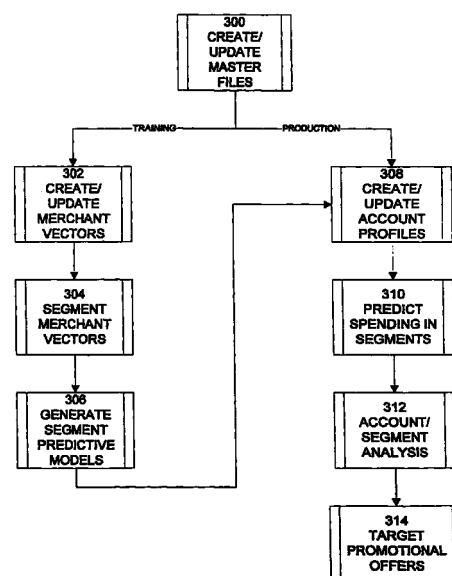 300
CREATE/
UPDATE
MASTER
FILES
TRAINING
PRODUCTION
302
CREATE/
UPDATE
MERCHANT
VECTORS
304
SEGMENT
MERCHANT
VECTORS
306
GENERATE
SEGMENT
PREDICTIVE
MODELS
308
CREATE/
UPDATE
ACCOUNT
PROFILES
310
PREDICT
SPENDING IN
SEGMENTS
312
ACCOUNT/
SEGMENT
ANALYSIS
314
TARGET
PROMOTIONAL
OFFERS